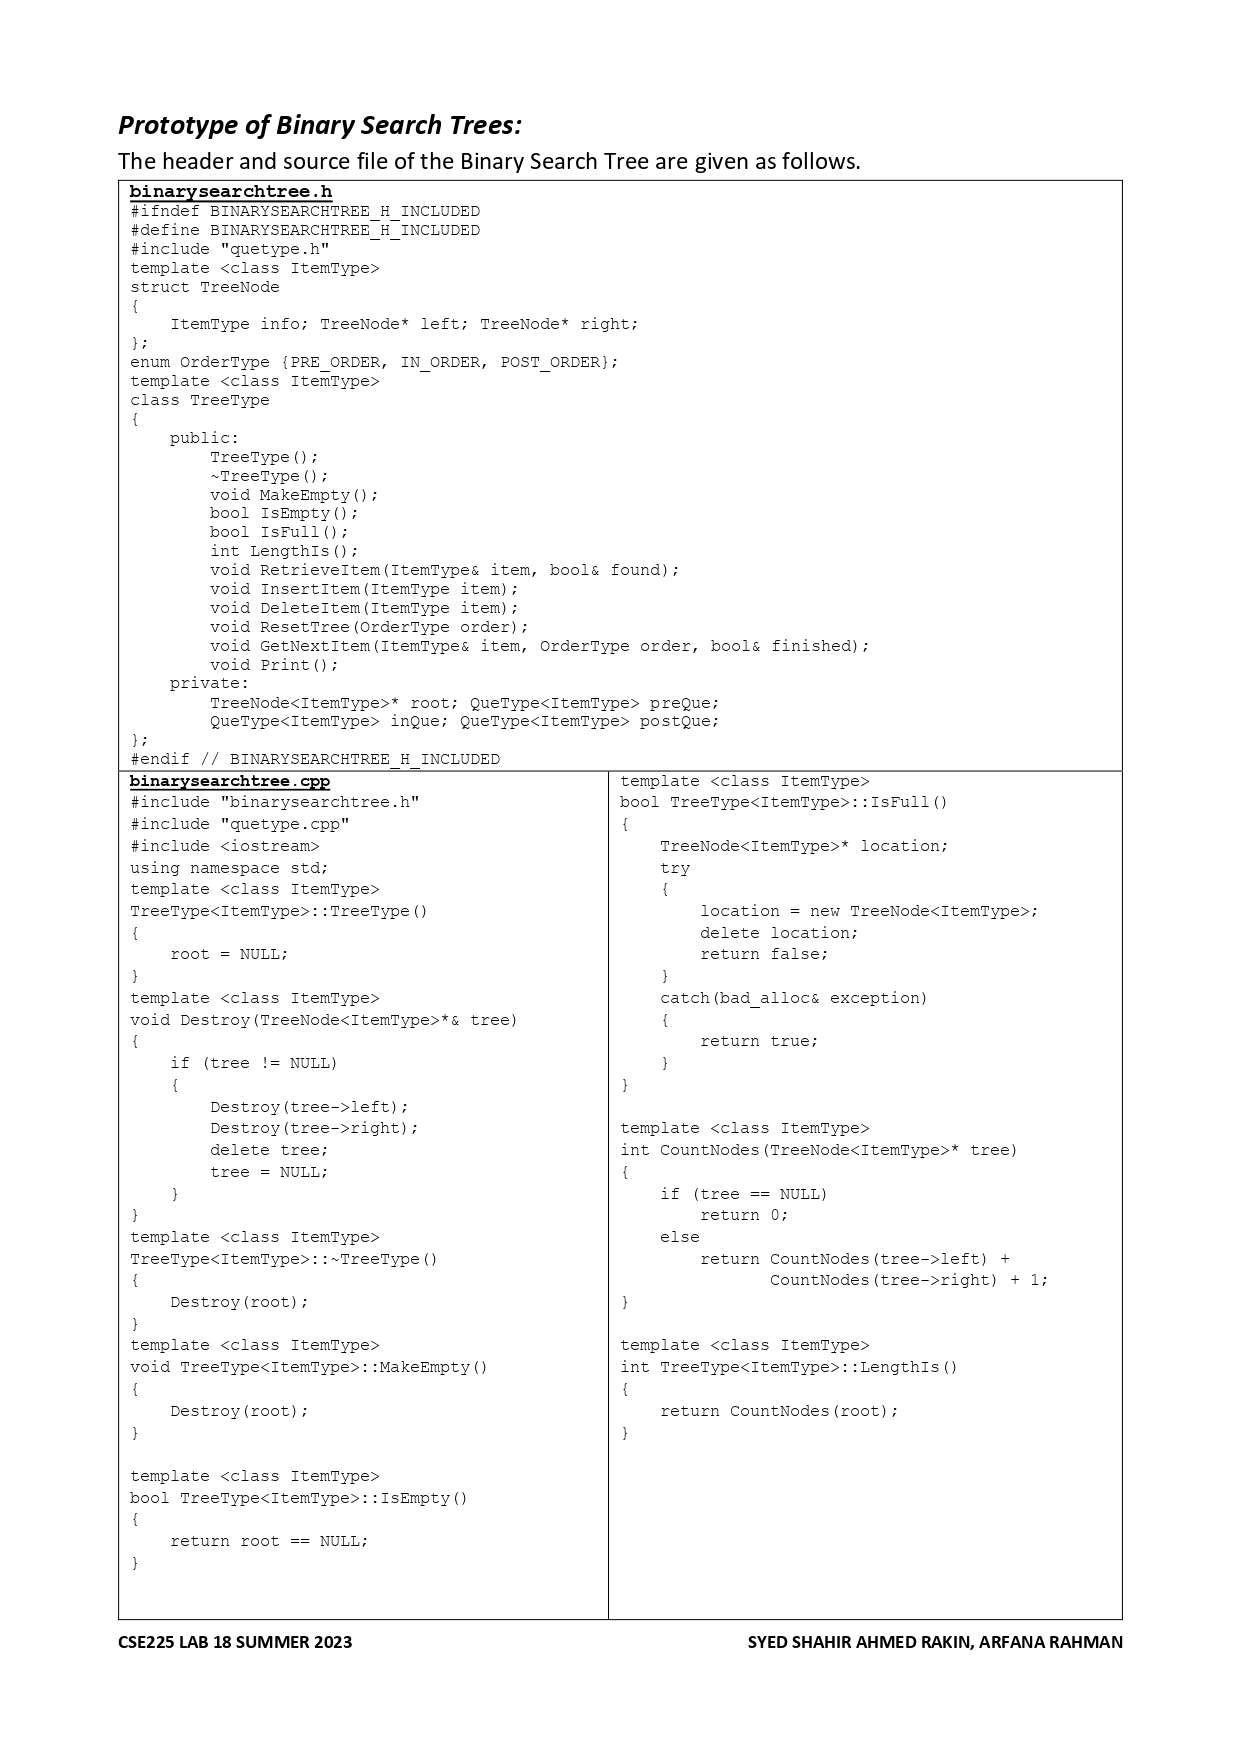 Prototype of Binary Search Trees:
The header and source file of the Binary Search Tree are given as follows.
binarysearchtree.h
#ifndef BINARYSEARCHTREE_H_INCLUDED
#define BINARYSEARCHTREE_H_INCLUDED
#include "quetype.h"
template <class ItemType>
struct TreeNode
{
    ItemType info; TreeNode* left; TreeNode* right;
};
enum OrderType {PRE_ORDER, IN_ORDER, POST_ORDER};
template <class ItemType>
class TreeType
{
    public:
        TreeType();
        ~TreeType();
        void MakeEmpty();
        bool IsEmpty();
        bool IsFull();
        int LengthIs();
        void RetrieveItem(ItemType& item, bool& found);
        void InsertItem(ItemType item);
        void DeleteItem(ItemType item);
        void ResetTree(OrderType order);
        void GetNextItem(ItemType& item, OrderType order, bool& finished);
        void Print();
    private:
        TreeNode<ItemType>* root; QueType<ItemType> preQue;
        QueType<ItemType> inQue; QueType<ItemType> postQue;
};
#endif // BINARYSEARCHTREE_H_INCLUDED
binarysearchtree.cpp
#include "binarysearchtree.h"
#include "quetype.cpp"
#include <iostream>
using namespace std;
template <class ItemType>
TreeType<ItemType>::TreeType()
{
    root = NULL;
}
template <class ItemType>
void Destroy(TreeNode<ItemType>*& tree)
{
    if (tree != NULL)
    {
        Destroy(tree->left);
        Destroy(tree->right);
        delete tree;
        tree = NULL;
    }
}
template <class ItemType>
TreeType<ItemType>::~TreeType()
{
    Destroy(root);
}
template <class ItemType>
void TreeType<ItemType>::MakeEmpty()
{
    Destroy(root);
}
template <class ItemType>
bool TreeType<ItemType>::IsEmpty()
{
    return root == NULL;
}
template <class ItemType>
bool TreeType<ItemType>::IsFull()
{
    TreeNode<ItemType>* location;
    try
    {
        location = new TreeNode<ItemType>;
        delete location;
        return false;
    }
    catch(bad_alloc& exception)
    {
        return true;
    }
}
template <class ItemType>
int CountNodes(TreeNode<ItemType>* tree)
{
    if (tree == NULL)
        return 0;
    else
        return CountNodes(tree->left) +
               CountNodes(tree->right) + 1;
}
template <class ItemType>
int TreeType<ItemType>::LengthIs()
{
    return CountNodes(root);
}
CSE225 LAB 18 SUMMER 2023
SYED SHAHIR AHMED RAKIN, ARFANA RAHMAN